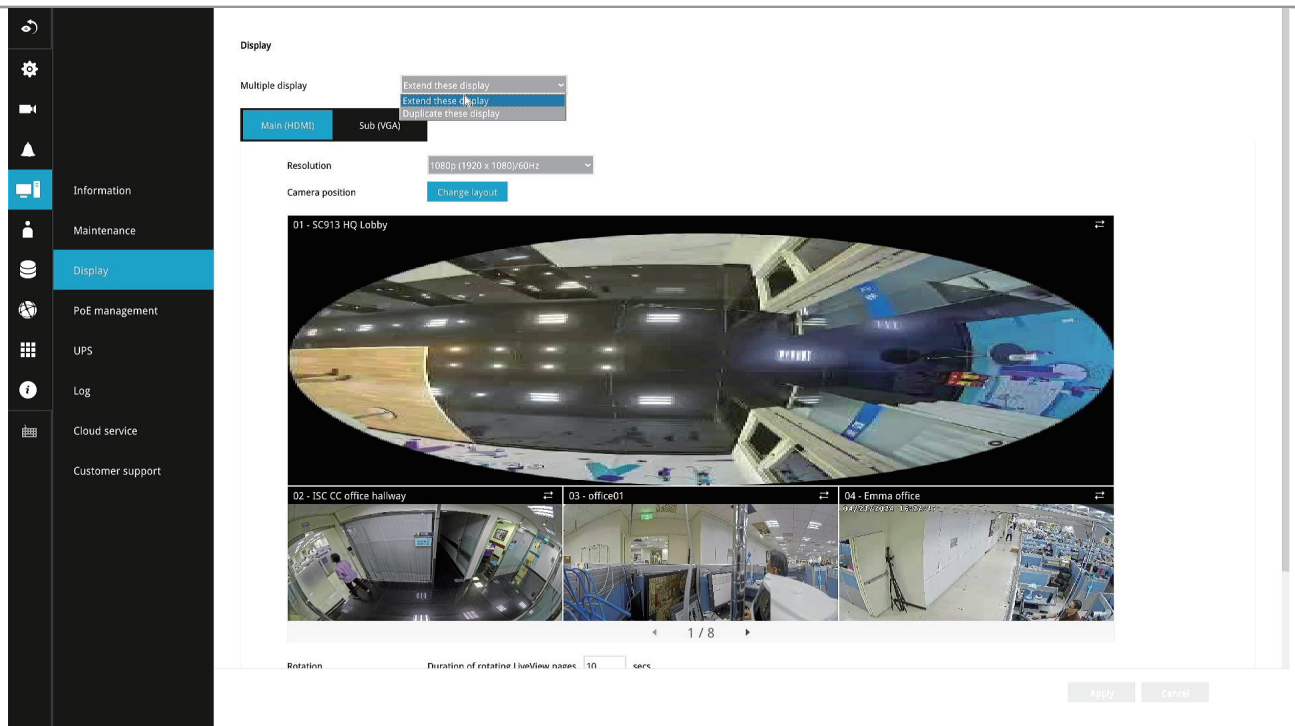 Display
Multiple display
Extend these display
Extend these display
Duplicate these display
Main (HDMI)
Sub (VGA)
Resolution
1080p (1920 x 1080)/60Hz
Camera position
Change layout
Information
Maintenance
Display
PoE management
UPS
Log
Cloud service
Customer support
01 - SC913 HQ Lobby
02 - ISC CC office hallway
03 - office01
04 - Emma office
1 / 8
Rotation
Duration of rotating LiveView pages
10
secs
Apply
Cancel